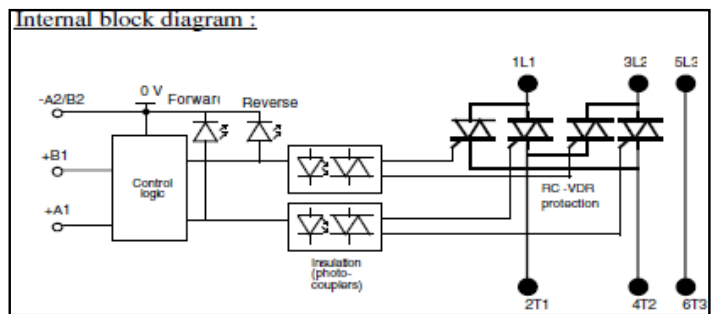 Internal block diagram :
1L1
3L2
5L3
0 V
-A2/B2
Forward
Reverse
+B1
Control
logic
RC -VDR
protection
+A1
Insulation
(photo-
couplers)
2T1
4T2
6T3